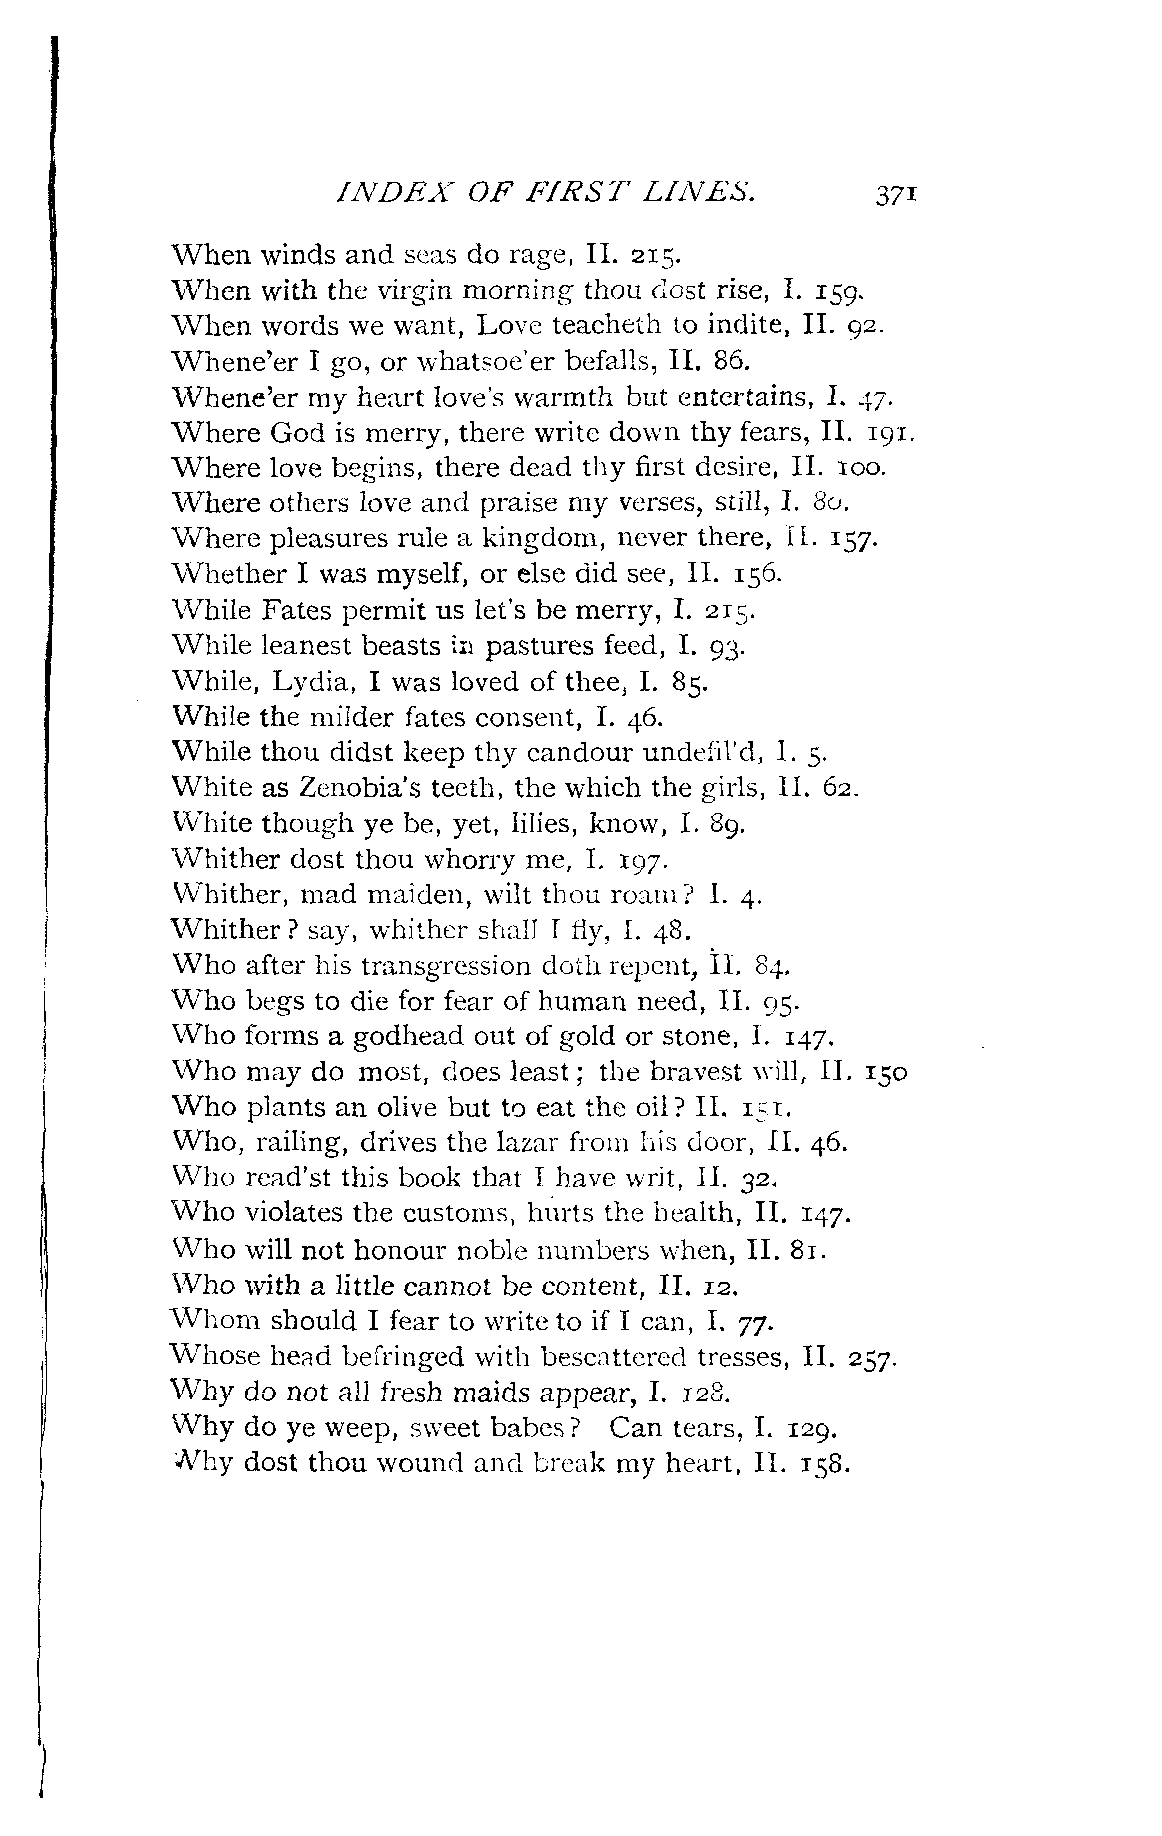 INDEX OF FIRST LINES. 371
When winds and seas do rage, II. 215.
When with the virgin morning thou dost rise, I. 159.
When words we want, Love teacheth to indite, II. 92.
Whene'er I go, or whatsoe'er befalls, II. 86.
Whene'er my heart love's warmth but entertains, I. 47.
Where God is merry, there write down thy fears, II. 191.
Where love begins, there dead thy first desire, II. 100.
Where others love and praise my verses, still, I. 80.
Where pleasures rule a kingdom, never there, II. 157.
Whether I was myself, or else did see, II. 156.
While Fates permit us let's be merry, I. 215.
While leanest beasts in pastures feed, I. 93.
While, Lydia, I was loved of thee, I. 85.
While the milder fates consent, I. 46.
While thou didst keep thy candour undefil'd, I. 5.
White as Zenobia's teeth, the which the girls, II. 62.
White though ye be, yet, lilies, know, I. 89.
Whither dost thou whorry me, I. 197.
Whither, mad maiden, wilt thou roam? I. 4.
Whither? say, whither shall I fly, I. 48.
Who after his transgression doth repent, II. 84.
Who begs to die for fear of human need, II. 95.
Who forms a godhead out of gold or stone, I. 147.
Who may do most, does least; the bravest will, II. 150
Who plants an olive but to eat the oil? II. 151.
Who, railing, drives the lazar from his door, II. 46.
Who read'st this book that I have writ, II. 32.
Who violates the customs, hurts the health, II. 147.
Who will not honour noble numbers when, II. 81.
Who with a little cannot be content, II. 12.
Whom should I fear to write to if I can, I. 77.
Whose head befringed with bescattered tresses, II. 257.
Why do not all fresh maids appear, I. 128.
Why do ye weep, sweet babes? Can tears, I. 129.
Why dost thou wound and break my heart, II. 158.